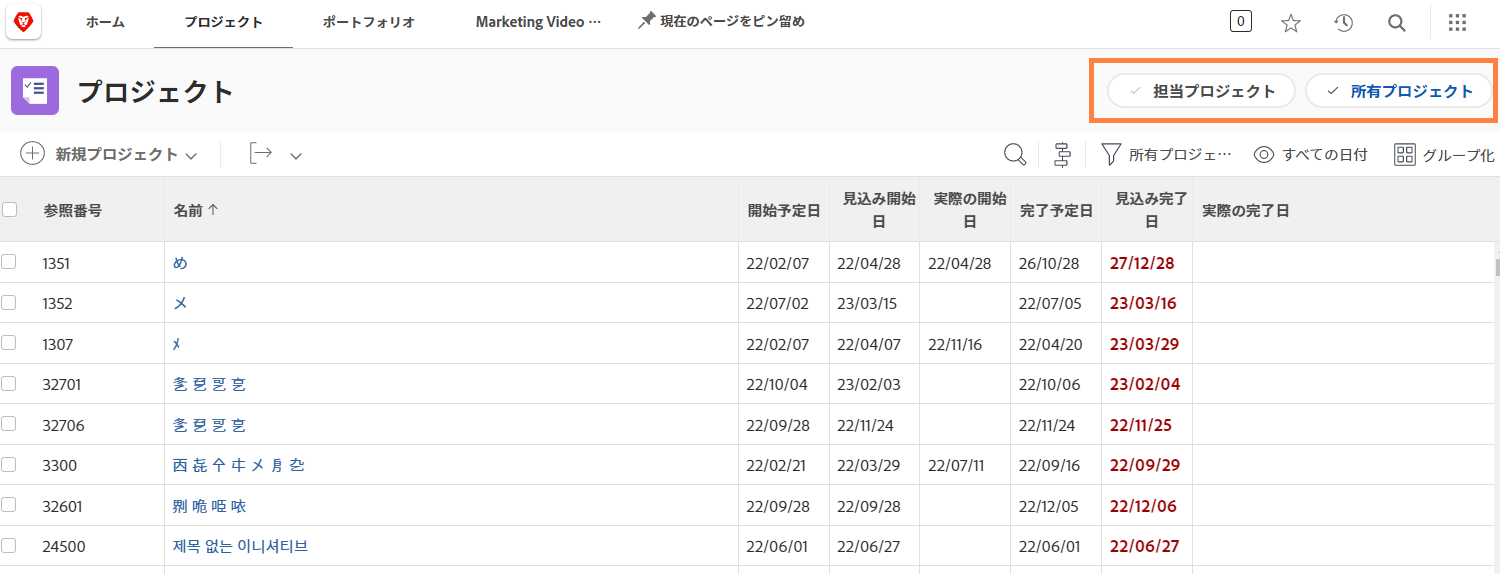 ホーム プロジェクト ポートフォリオ Marketing Video ··· 現在のページをピン留め 0
プロジェクト 担当プロジェクト 所有プロジェクト
新規プロジェクト 所有プロジェ··· すべての日付 グループ化
参照番号 名前 ↑ 開始予定日 見込み開始日 実際の開始日 完了予定日 見込み完了日 実際の完了日
1351 め 22/02/07 22/04/28 22/04/28 26/10/28 27/12/28
1352 メ 22/07/02 23/03/15 22/07/05 23/03/16
1307 ﾒ 22/02/07 22/04/07 22/11/16 22/04/20 23/03/29
32701 22/10/04 23/02/03 22/10/06 23/02/04
32706 22/09/28 22/11/24 22/11/24 22/11/25
3300 22/02/21 22/03/29 22/07/11 22/09/16 22/09/29
32601 22/09/28 22/09/28 22/12/05 22/12/06
24500 제목 없는 이니셔티브 22/06/01 22/06/27 22/06/01 22/06/27